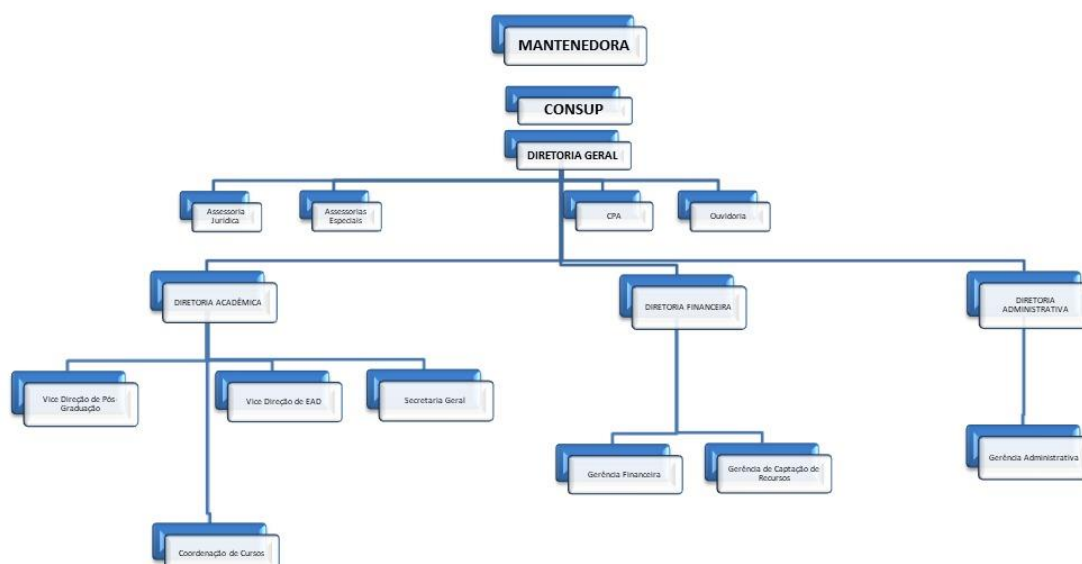 MANTENEDORA
CONSUP
DIRETORIA GERAL
Assessoria
Jurídica
Assessorias
Especiais
CPA
Ouvidoria
DIRETORIA ACADÊMICA
DIRETORIA FINANCEIRA
DIRETORIA
ADMINISTRATIVA
Vice Direção de Pós-
Graduação
Vice Direção de EAD
Secretaria Geral
Gerência Financeira
Gerência de Captação de
Recursos
Gerência Administrativa
Coordenação de Cursos